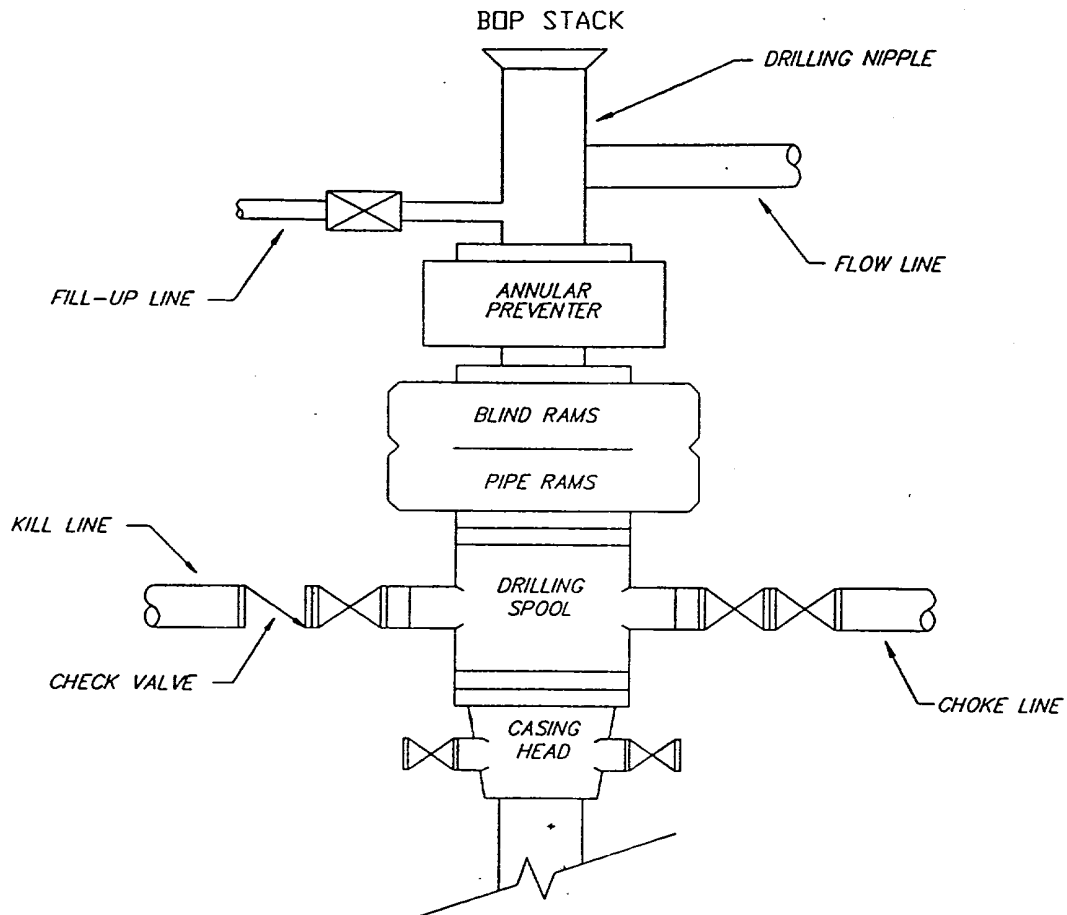 BOP STACK
DRILLING NIPPLE
FLOW LINE
FILL-UP LINE
ANNULAR
PREVENTER
BLIND RAMS
PIPE RAMS
KILL LINE
DRILLING
SPOOL
CHECK VALVE
CHOKE LINE
CASING
HEAD